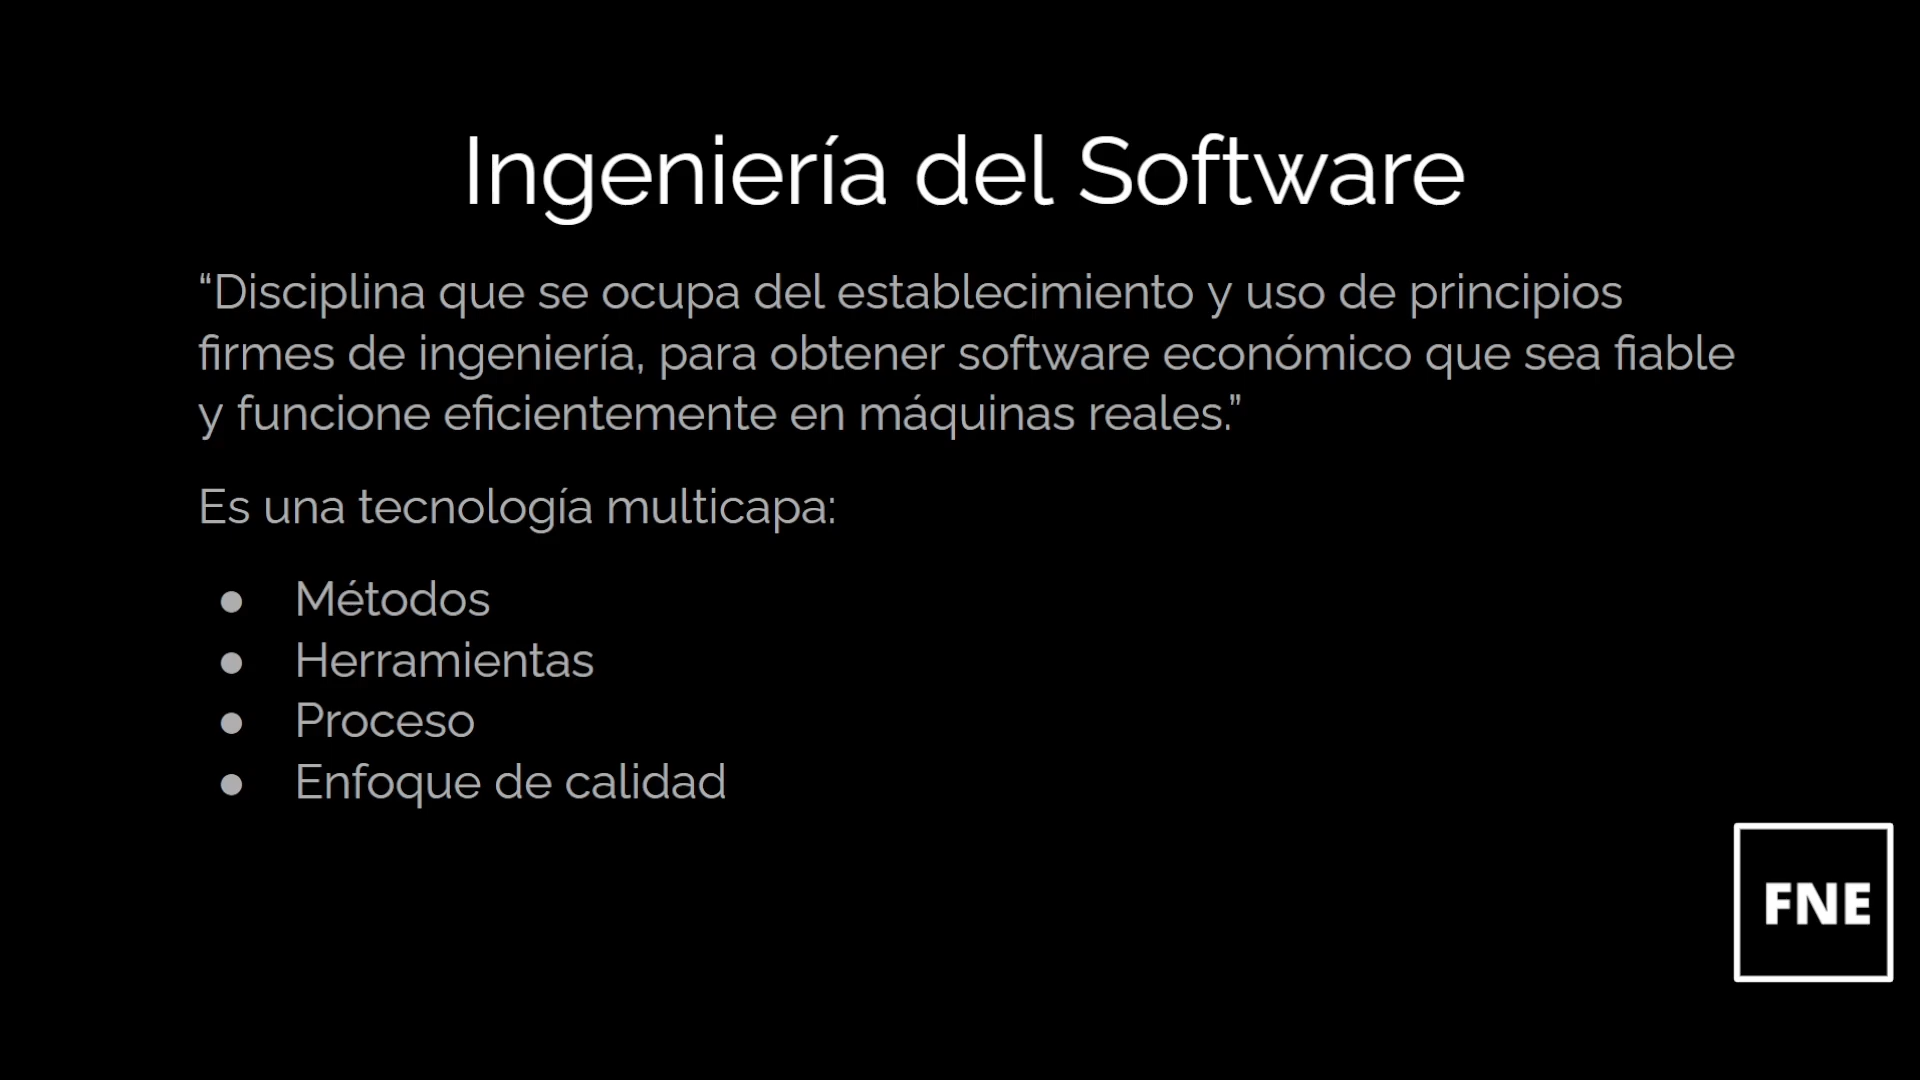 Ingeniería del Software
“Disciplina que se ocupa del establecimiento y uso de principios
firmes de ingeniería, para obtener software económico que sea fiable
y funcione eficientemente en máquinas reales.”
Es una tecnología multicapa:
● Métodos
● Herramientas
● Proceso
● Enfoque de calidad
FNE